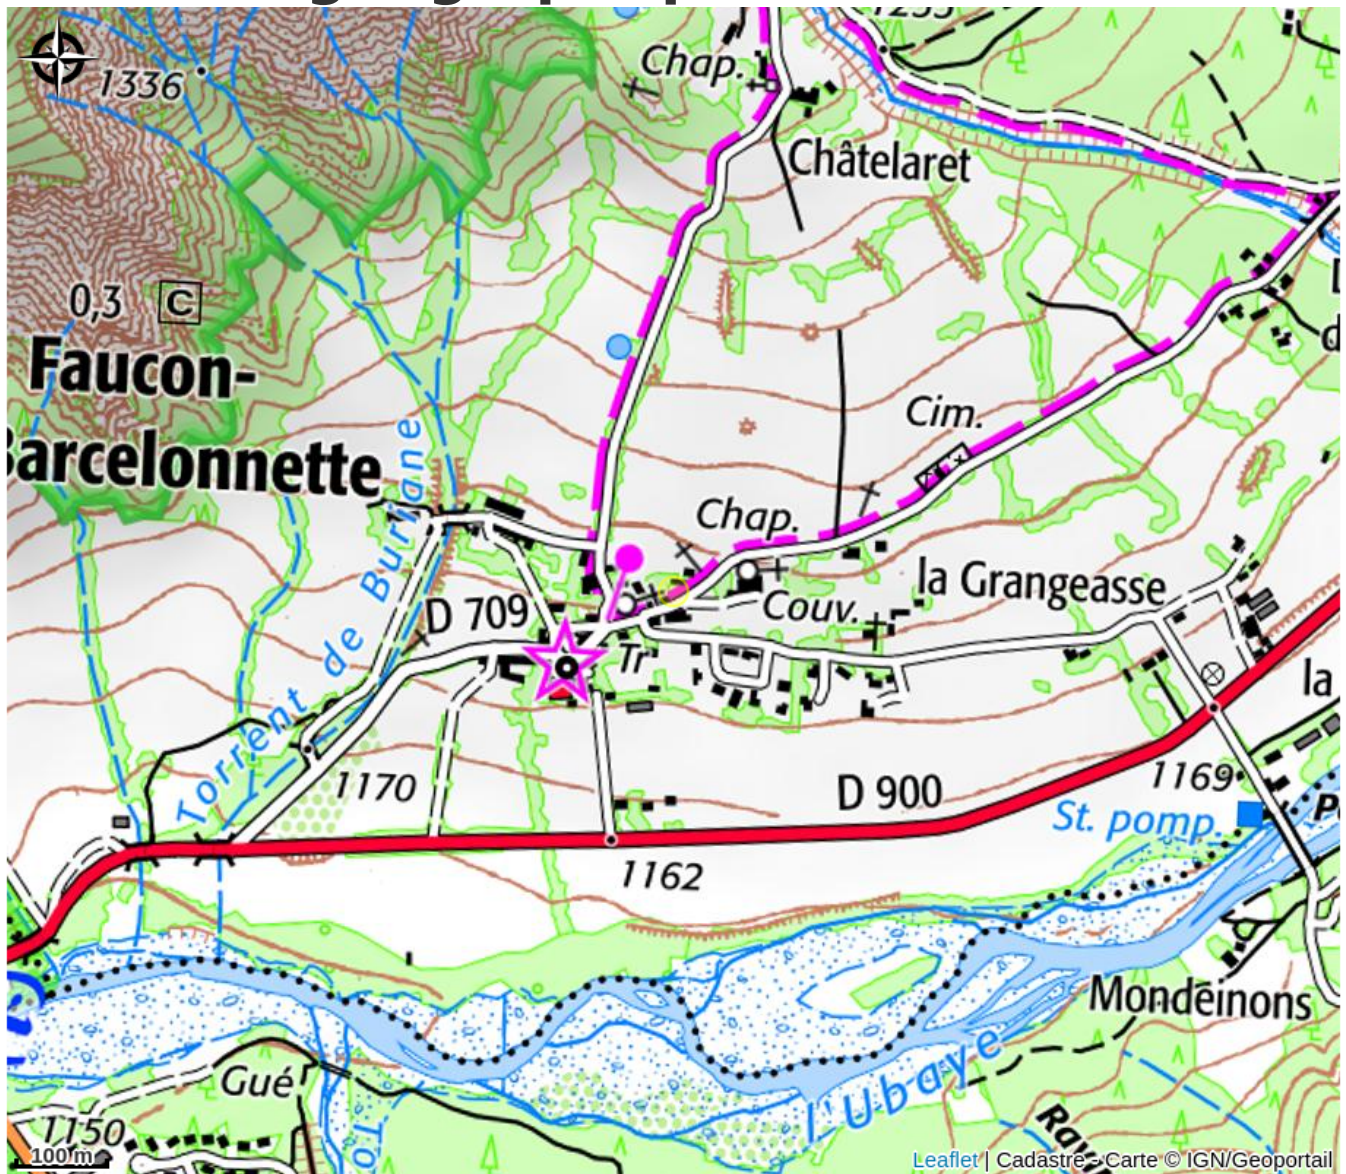 1336
Chap.
Châtelaret
0,3 C
Faucon-
Barcelonnette
Cim.
Chap.
la Grangeasse
Couv.
D 709
Tr
Torrent de Buriane
la
1170
D 900
1169
St. pomp.
1162
Mondeinons
Gué
l'Ubaye
1150
100 m
Leaflet | Cadastre - Carte © IGN/Geoportail